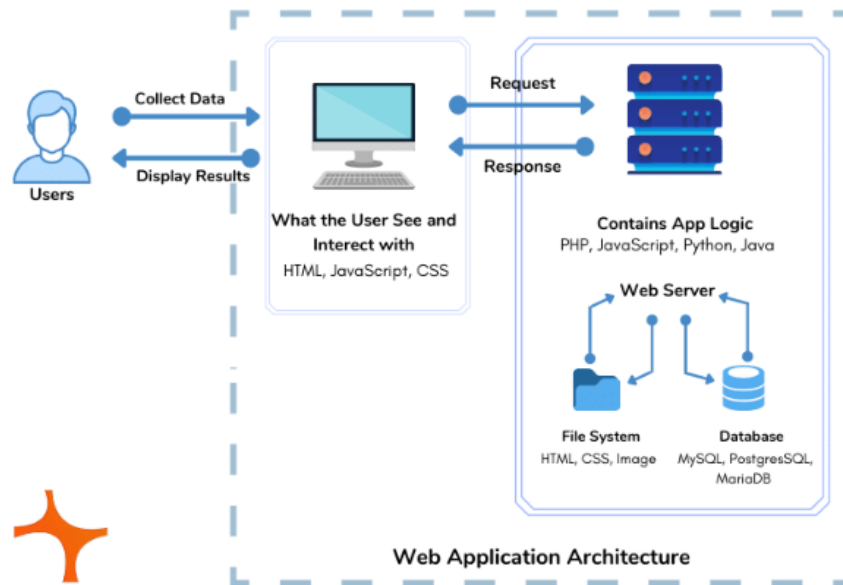 Collect Data
Display Results
Users
Request
Response
What the User See and
Interect with
HTML, JavaScript, CSS
Contains App Logic
PHP, JavaScript, Python, Java
Web Server
File System
HTML, CSS, Image
Database
MySQL, PostgresSQL,
MariaDB
Web Application Architecture